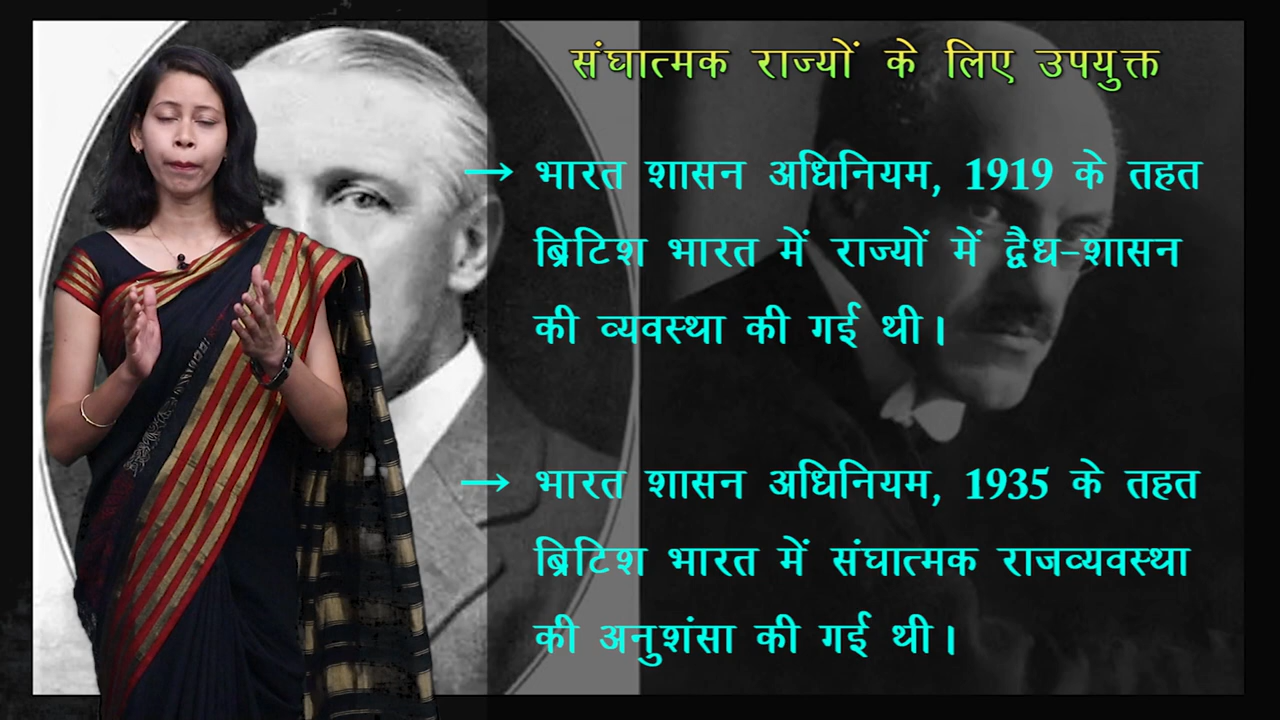 संघात्मक राज्यों के लिए उपयुक्त
→ भारत शासन अधिनियम, 1919 के तहत
ब्रिटिश भारत में राज्यों में द्वैध-शासन
की व्यवस्था की गई थी।
→ भारत शासन अधिनियम, 1935 के तहत
ब्रिटिश भारत में संघात्मक राजव्यवस्था
की अनुशंसा की गई थी।